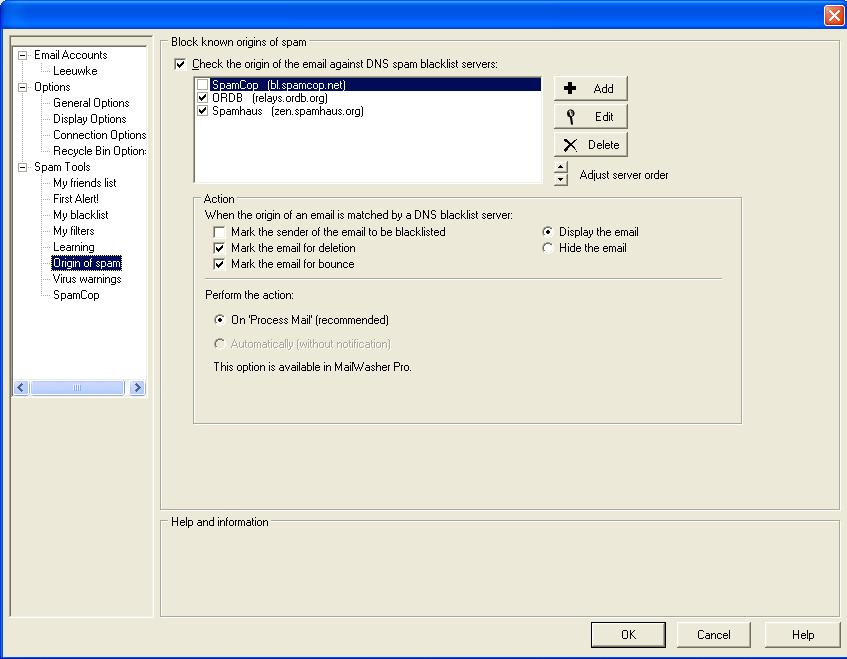 Email Accounts
Leeuwke
Options
General Options
Display Options
Connection Options
Recycle Bin Option:
Spam Tools
My friends list
First Alert!
My blacklist
My filters
Learning
Origin of spam
Virus warnings
SpamCop
Block known origins of spam
Check the origin of the email against DNS spam blacklist servers:
SpamCop (bl.spamcop.net)
ORDB (relays.ordb.org)
Spamhaus (zen.spamhaus.org)
Add
Edit
Delete
Adjust server order
Action
When the origin of an email is matched by a DNS blacklist server:
Mark the sender of the email to be blacklisted
Mark the email for deletion
Mark the email for bounce
Display the email
Hide the email
Perform the action:
On 'Process Mail' (recommended)
Automatically (without notification)
This option is available in MailWasher Pro.
Help and information
OK
Cancel
Help